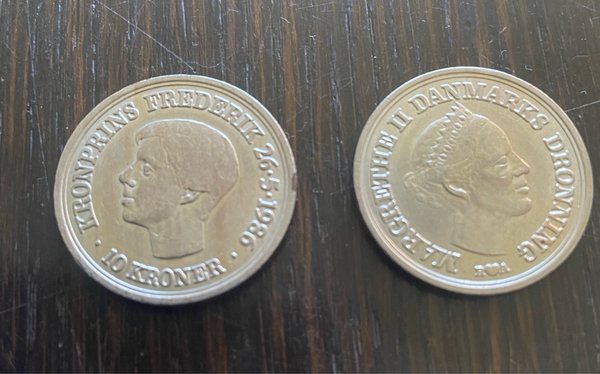 KRONPRINS FREDERIK 26·5·1986
· 10 KRONER ·
MARGRETHE II DANMARKS DRONNING